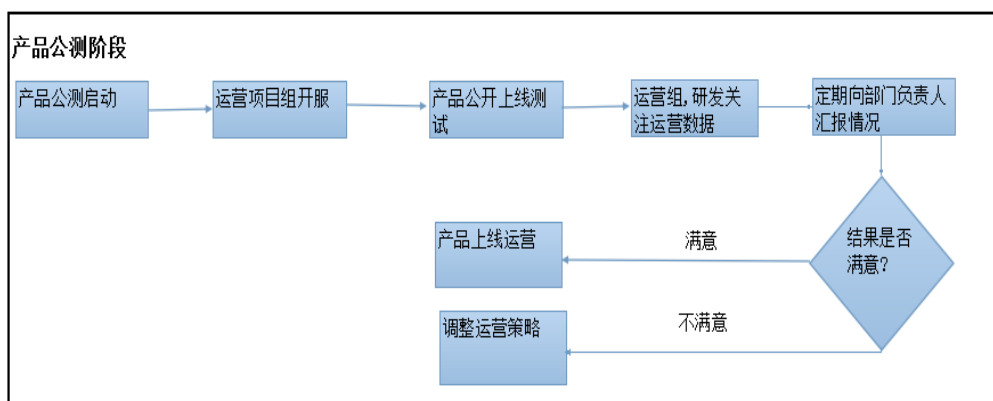 产品公测阶段
产品公测启动
运营项目组开服
产品公开上线测
试
运营组,研发关
注运营数据
定期向部门负责人
汇报情况
结果是否
满意?
满意
产品上线运营
不满意
调整运营策略